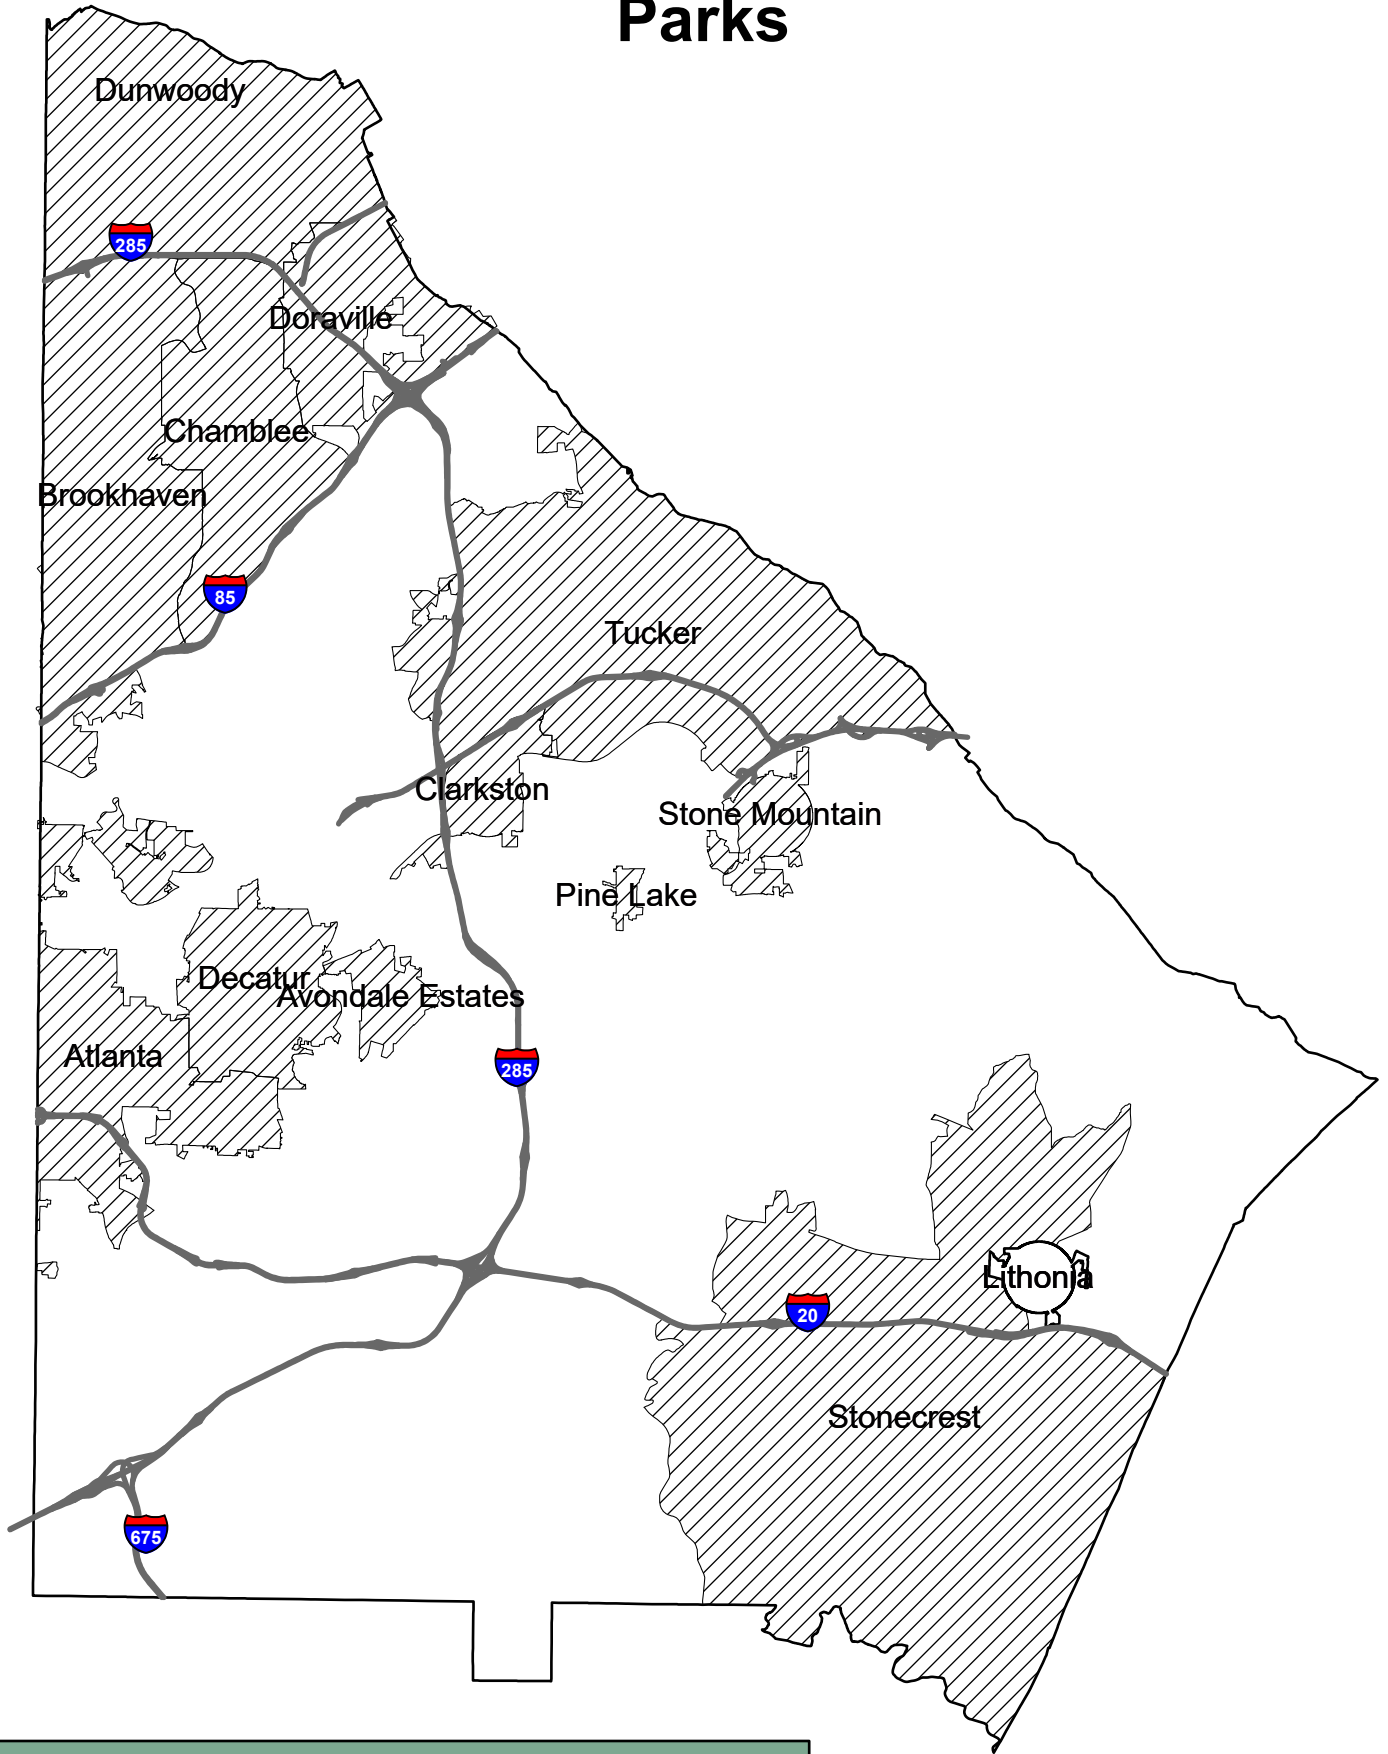 Parks
Dunwoody
285
Doraville
Chamblee
Brookhaven
85
Tucker
Clarkston
Stone Mountain
Pine Lake
Decatur
Avondale Estates
Atlanta
285
Lithonia
20
Stonecrest
675